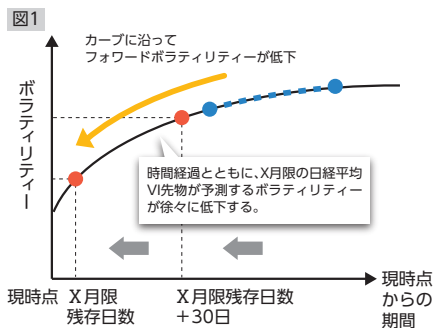 図1
カーブに沿って
フォワードボラティリティーが低下
ボラティリティー
時間経過とともに、X月限の日経平均
VI先物が予測するボラティリティー
が徐々に低下する。
現時点
X月限
残存日数
X月限残存日数
+30日
現時点
からの
期間